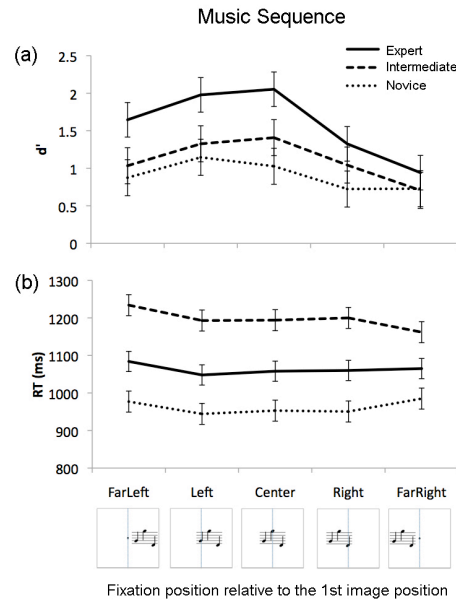 Music Sequence
(a)
Expert
Intermediate
Novice
2.5
2
1.5
1
0.5
0
d'
(b)
1300
1200
1100
1000
900
800
RT (ms)
FarLeft Left Center Right FarRight
Fixation position relative to the 1st image position